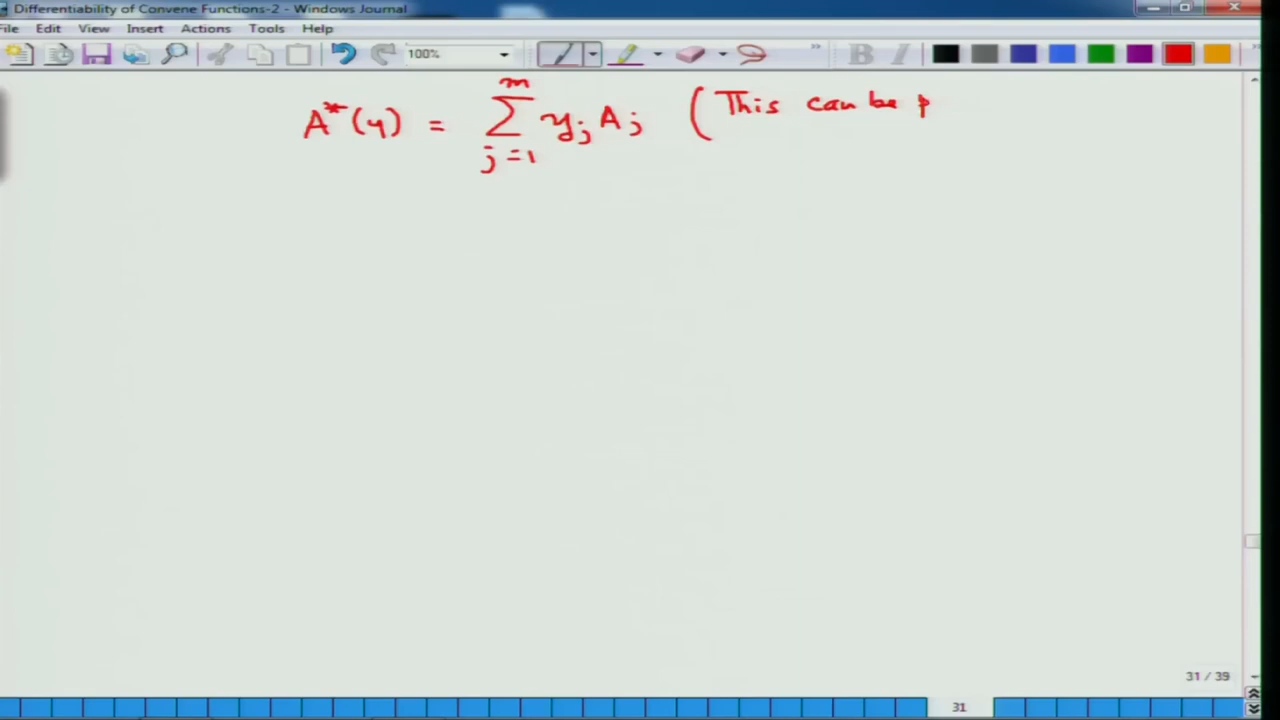 Differentiability of Convene Functions-2 - Windows Journal
File Edit View Insert Actions Tools Help
100%
B I
A*(y) = \sum_{j=1}^{m} y_j A_j ( This can be p
31 / 39
31